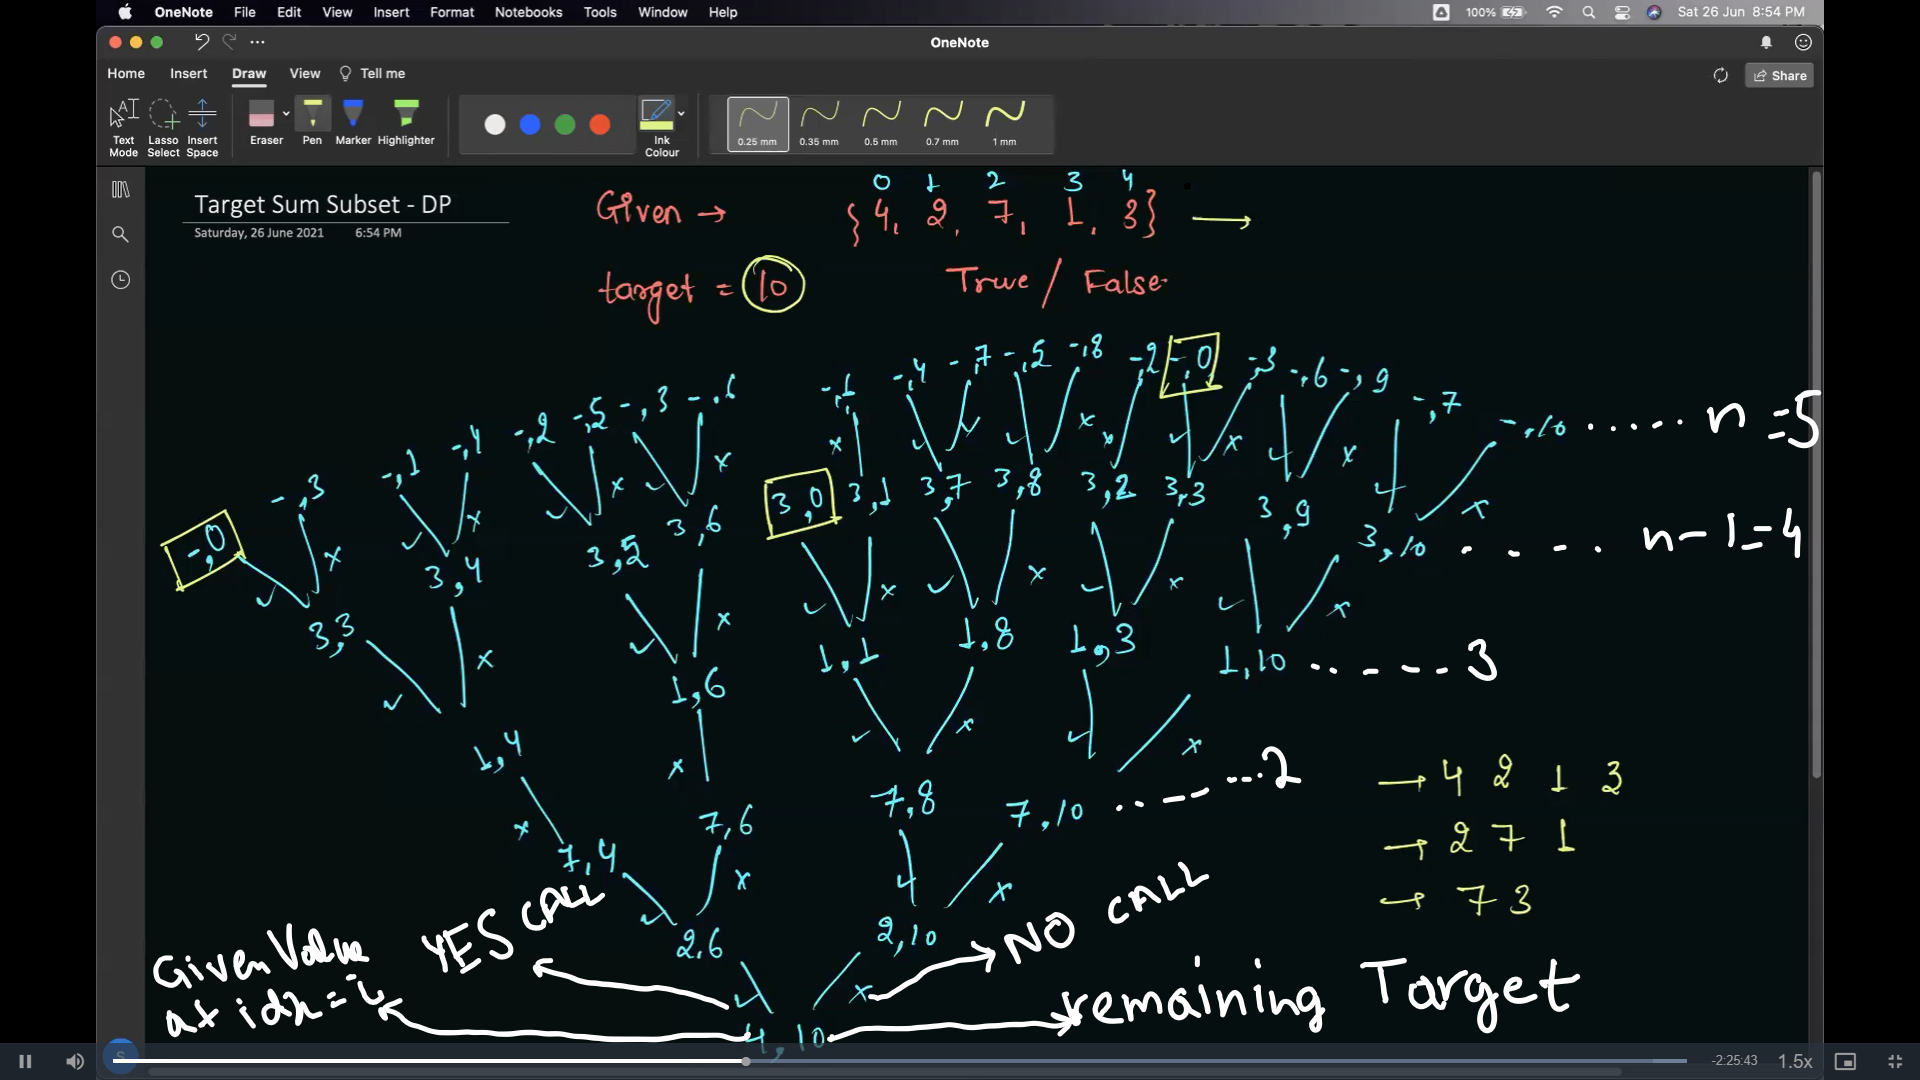 OneNote File Edit View Insert Format Notebooks Tools Window Help 100% Sat 26 Jun 8:54 PM
OneNote
Home Insert Draw View Tell me Share
Text Mode Lasso Select Insert Space Eraser Pen Marker Highlighter Ink Colour 0.25 mm 0.35 mm 0.5 mm 0.7 mm 1 mm
0 1 2 3 4
Target Sum Subset - DP
Saturday, 26 June 2021 6:54 PM
Given → {4, 2, 7, 1, 3} →
target = 10 True / False
-,1 -,4 -,7 -,5 -,8 -,2 -,0 -,3 -,6 -,9 -,7 -,10 ..... n=5
-,0 -,3 -,1 -,4 -,2 -,5 -,3 -,6
3,0 3,1 3,7 3,8 3,2 3,3 3,9 3,10 .... n-1=4
3,3 3,4 3,5 3,6
1,4 1,6 1,1 1,8 1,3 1,10 ..... 3
7,4 7,6 7,8 7,10 ..... 2
→ 4 2 1 3
→ 2 7 1
→ 7 3
2,6 2,10
YES CALL
NO CALL
Given Value
at idx = i
4,10
remaining Target
-2:25:43 1.5x